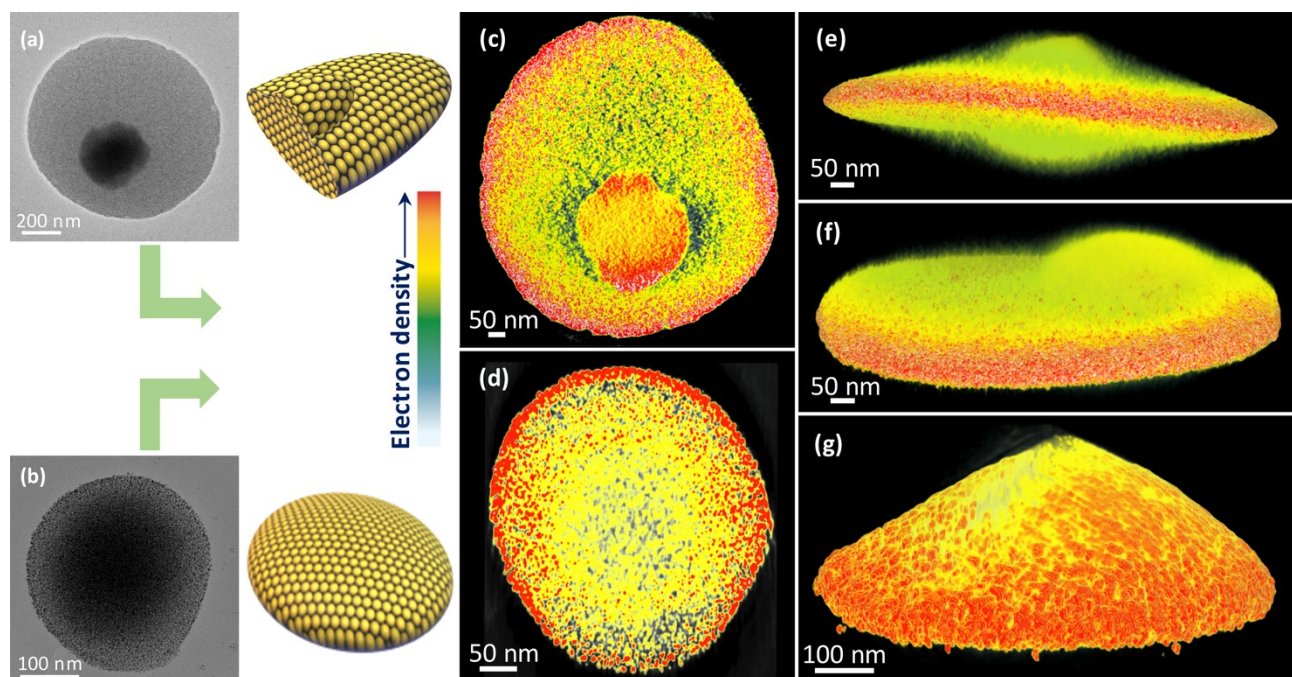 (a)
200 nm
(b)
100 nm
Electron density
(c)
50 nm
(d)
50 nm
(e)
50 nm
(f)
50 nm
(g)
100 nm